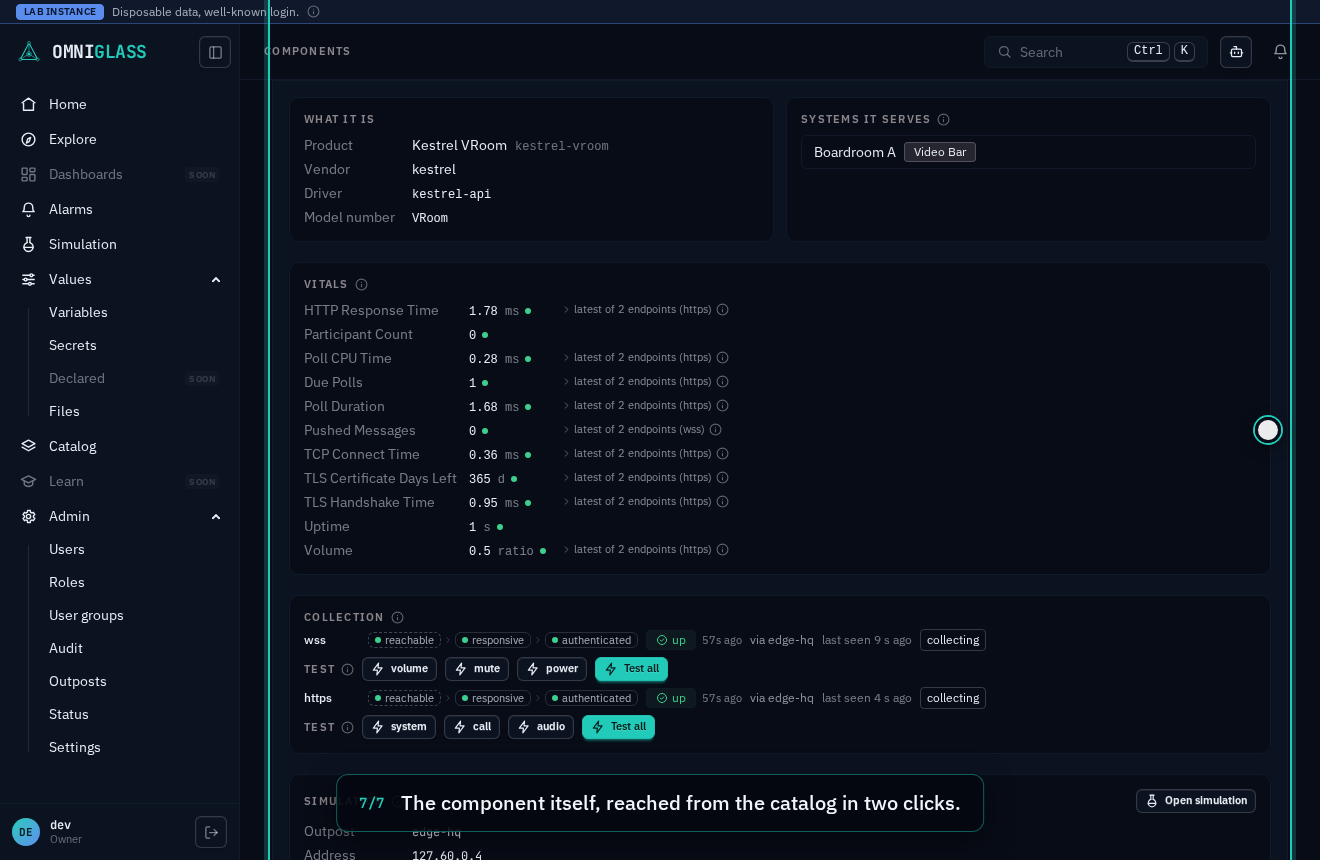 LAB INSTANCE Disposable data, well-known login.
OMNIGLASS
COMPONENTS
Search Ctrl K
Home
Explore
Dashboards SOON
Alarms
Simulation
Values
Variables
Secrets
Declared SOON
Files
Catalog
Learn SOON
Admin
Users
Roles
User groups
Audit
Outposts
Status
Settings
DE dev
Owner
WHAT IT IS
Product Kestrel VRoom kestrel-vroom
Vendor kestrel
Driver kestrel-api
Model number VRoom
SYSTEMS IT SERVES
Boardroom A Video Bar
VITALS
HTTP Response Time 1.78 ms latest of 2 endpoints (https)
Participant Count 0
Poll CPU Time 0.28 ms latest of 2 endpoints (https)
Due Polls 1 latest of 2 endpoints (https)
Poll Duration 1.68 ms latest of 2 endpoints (https)
Pushed Messages 0 latest of 2 endpoints (wss)
TCP Connect Time 0.36 ms latest of 2 endpoints (https)
TLS Certificate Days Left 365 d latest of 2 endpoints (https)
TLS Handshake Time 0.95 ms latest of 2 endpoints (https)
Uptime 1 s
Volume 0.5 ratio latest of 2 endpoints (https)
COLLECTION
wss reachable responsive authenticated up 57s ago via edge-hq last seen 9 s ago collecting
TEST volume mute power Test all
https reachable responsive authenticated up 57s ago via edge-hq last seen 4 s ago collecting
TEST system call audio Test all
Open simulation
7/7 The component itself, reached from the catalog in two clicks.
Outpost edge-hq
Address 127.60.0.4